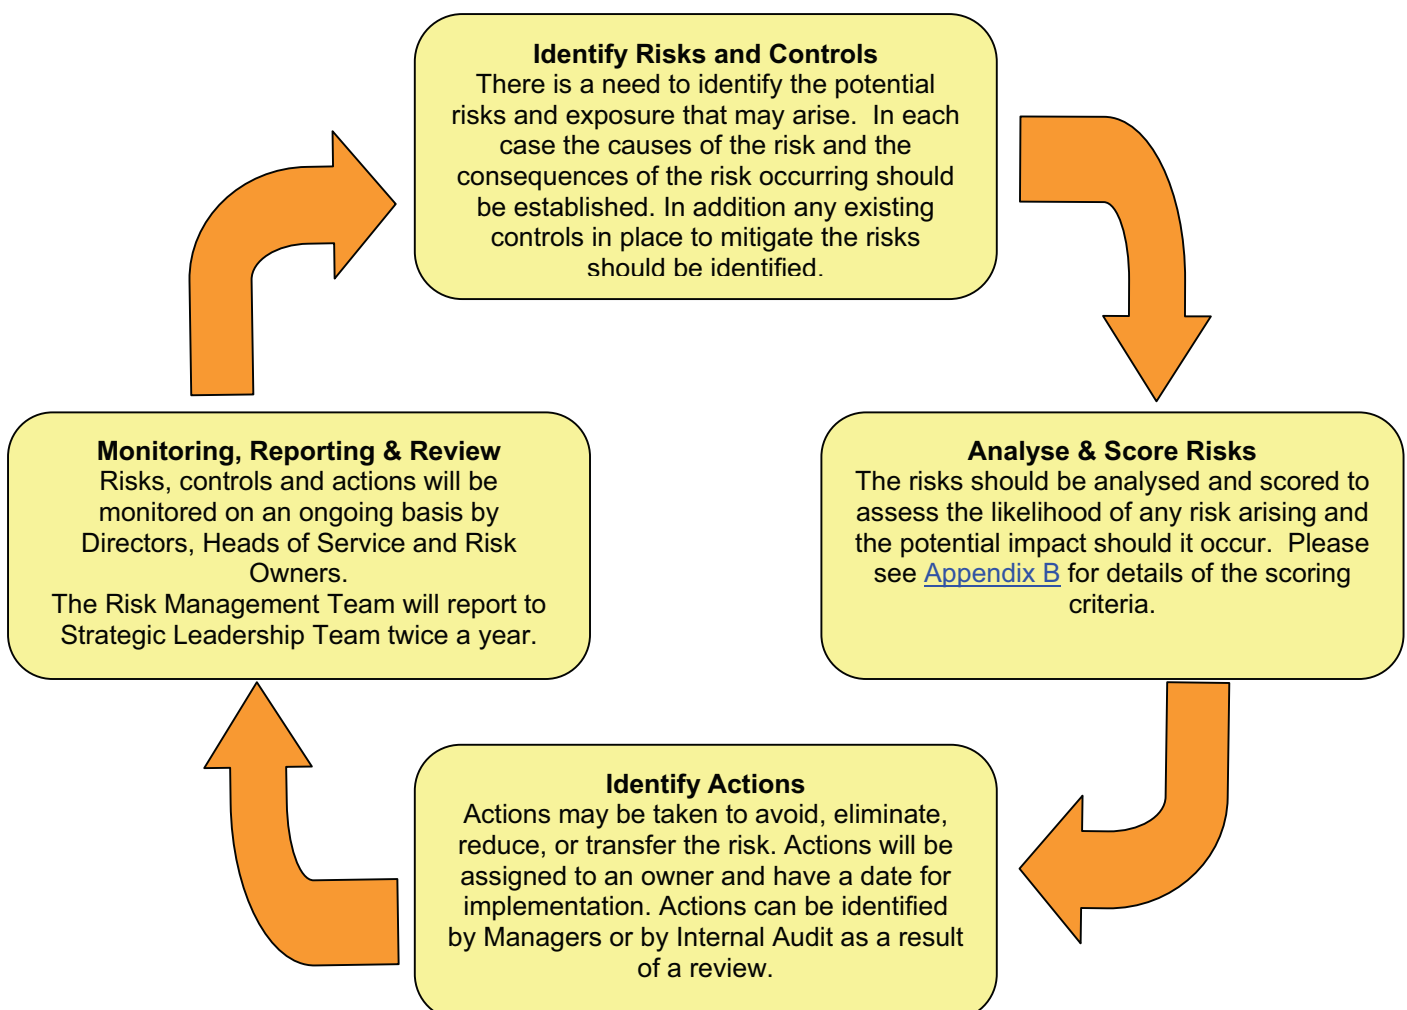 Identify Risks and Controls
There is a need to identify the potential
risks and exposure that may arise.  In each
case the causes of the risk and the
consequences of the risk occurring should
be established. In addition any existing
controls in place to mitigate the risks
should be identified.
Monitoring, Reporting & Review
Risks, controls and actions will be
monitored on an ongoing basis by
Directors, Heads of Service and Risk
Owners.
The Risk Management Team will report to
Strategic Leadership Team twice a year.
Analyse & Score Risks
The risks should be analysed and scored to
assess the likelihood of any risk arising and
the potential impact should it occur.  Please
see Appendix B for details of the scoring
criteria.
Identify Actions
Actions may be taken to avoid, eliminate,
reduce, or transfer the risk. Actions will be
assigned to an owner and have a date for
implementation. Actions can be identified
by Managers or by Internal Audit as a result
of a review.